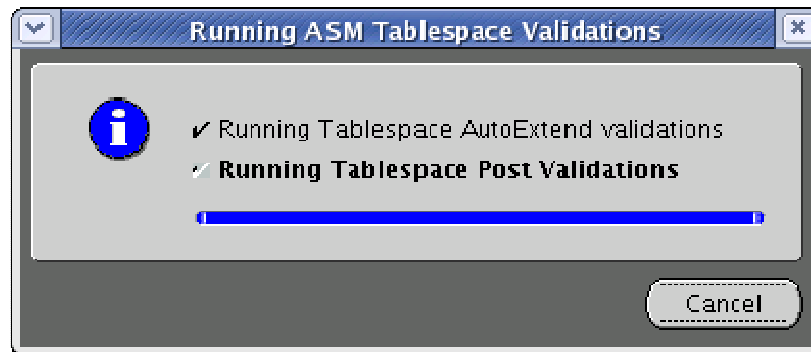 Running ASM Tablespace Validations
Running Tablespace AutoExtend validations
Running Tablespace Post Validations
Cancel